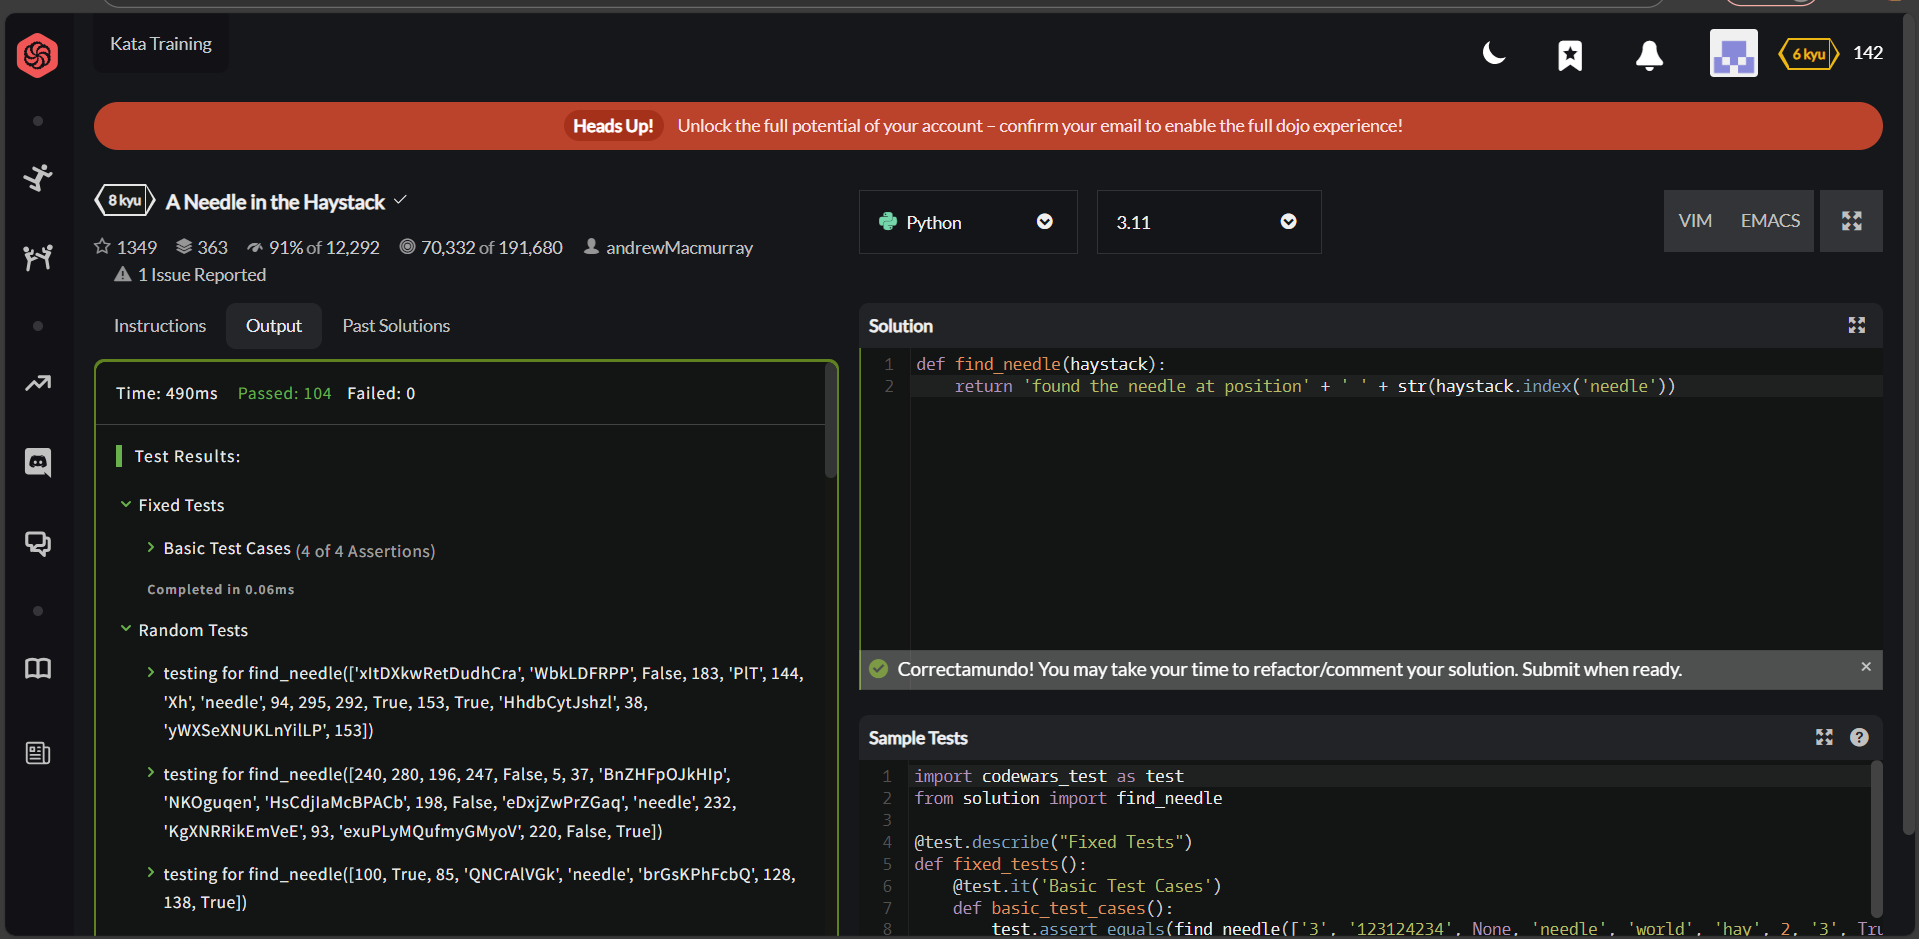 Kata Training
6 kyu 142
Heads Up! Unlock the full potential of your account – confirm your email to enable the full dojo experience!
8 kyu A Needle in the Haystack
1349 363 91% of 12,292 70,332 of 191,680 andrewMacmurray
1 Issue Reported
Python 3.11 VIM EMACS
Instructions Output Past Solutions
Time: 490ms Passed: 104 Failed: 0
Test Results:
Fixed Tests
Basic Test Cases (4 of 4 Assertions)
Completed in 0.06ms
Random Tests
testing for find_needle(['xItDXkwRetDudhCra', 'WbkLDFRPP', False, 183, 'PlT', 144,
'Xh', 'needle', 94, 295, 292, True, 153, True, 'HhdbCytJshzl', 38,
'yWXSeXNUKLnYilLP', 153])
testing for find_needle([240, 280, 196, 247, False, 5, 37, 'BnZHFpOJkHIp',
'NKOguqen', 'HsCdjIaMcBPACb', 198, False, 'eDxjZwPrZGaq', 'needle', 232,
'KgXNRRikEmVeE', 93, 'exuPLyMQufmyGMyoV', 220, False, True])
testing for find_needle([100, True, 85, 'QNCrAlVGk', 'needle', 'brGsKPhFcbQ', 128,
138, True])
Solution
1 def find_needle(haystack):
2     return 'found the needle at position' + ' ' + str(haystack.index('needle'))
Correctamundo! You may take your time to refactor/comment your solution. Submit when ready. ×
Sample Tests
1 import codewars_test as test
2 from solution import find_needle
3
4 @test.describe("Fixed Tests")
5 def fixed_tests():
6     @test.it('Basic Test Cases')
7     def basic_test_cases():
8         test.assert_equals(find_needle(['3', '123124234', None, 'needle', 'world', 'hay', 2, '3', Tru